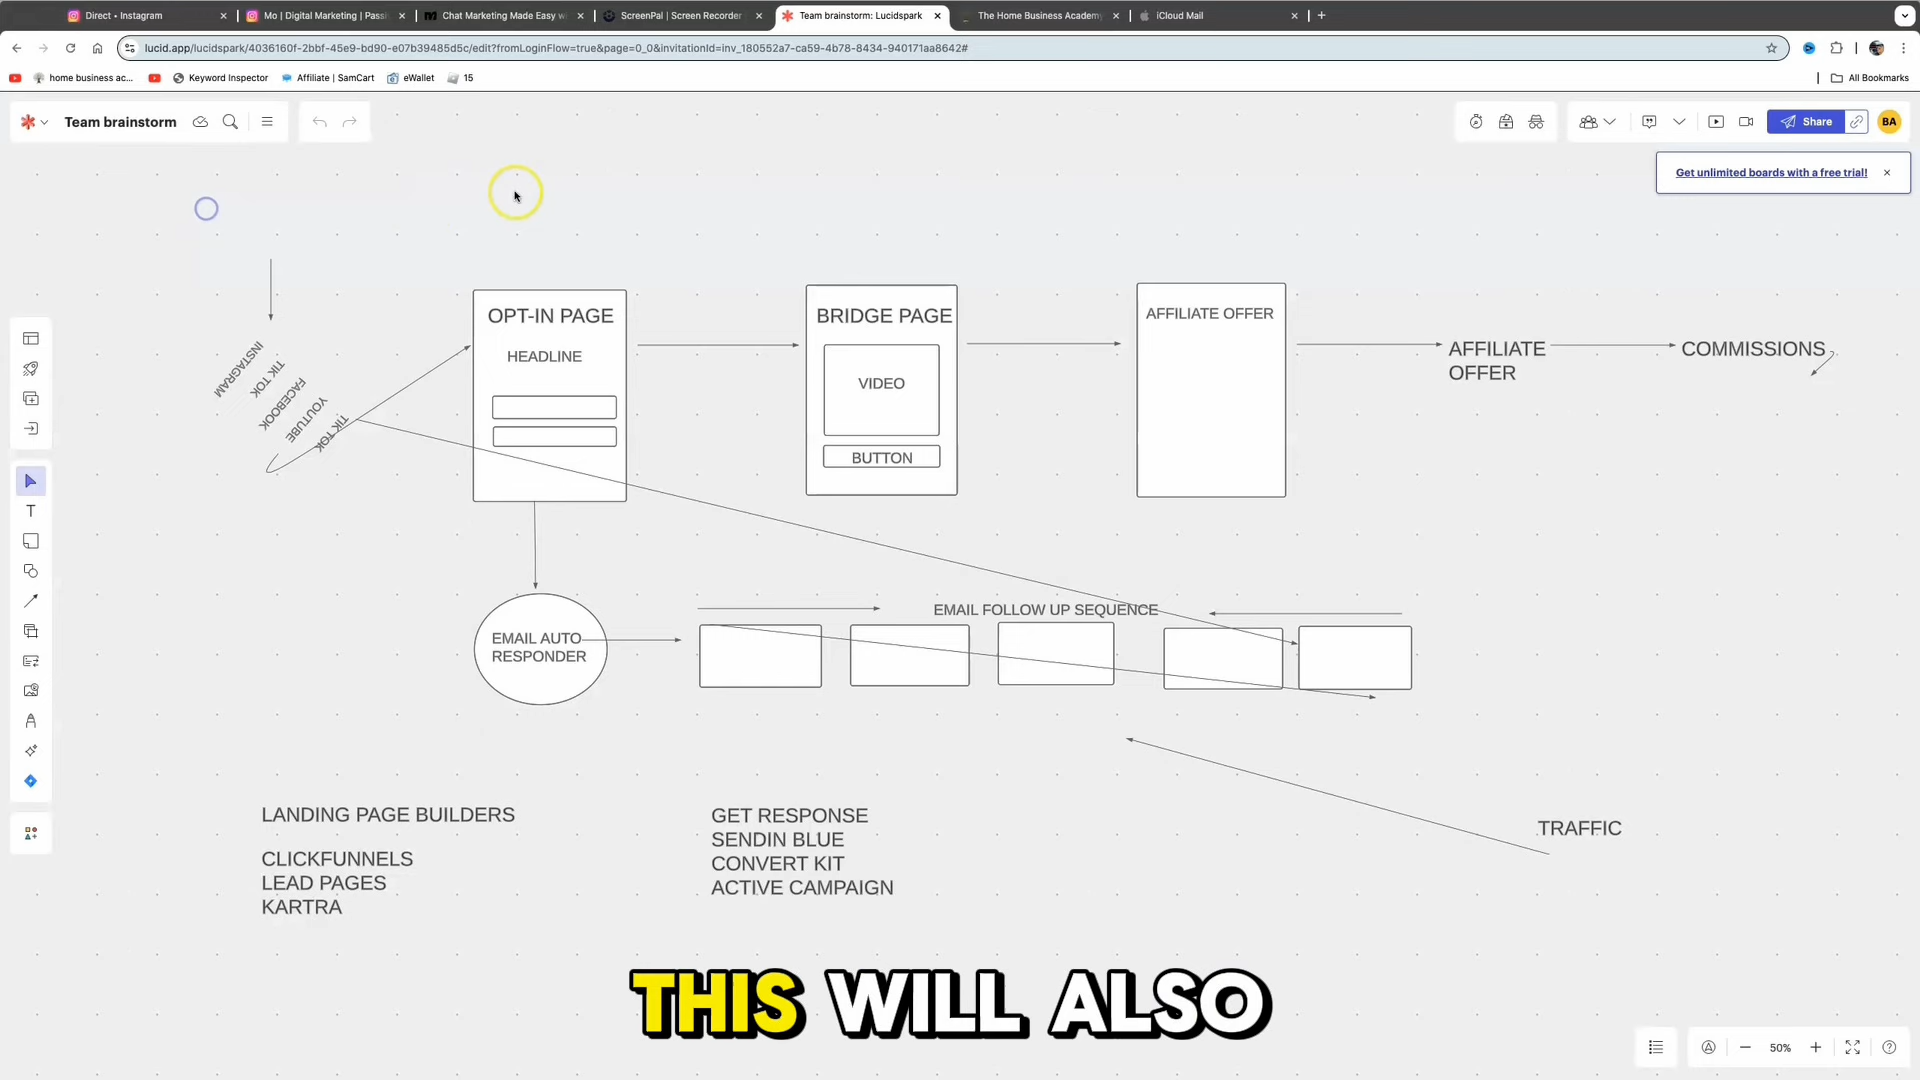 Direct • Instagram
Mo | Digital Marketing | Passi
Chat Marketing Made Easy w
ScreenPal | Screen Recorder
Team brainstorm: Lucidspark
The Home Business Academy
iCloud Mail
lucid.app/lucidspark/4036160f-2bbf-45e9-bd90-e07b39485d5c/edit?fromLoginFlow=true&page=0_0&invitationId=inv_180552a7-ca59-4b78-8434-940171aa8642#
home business ac...
Keyword Inspector
Affiliate | SamCart
eWallet
15
All Bookmarks
Team brainstorm
Share
BA
Get unlimited boards with a free trial!
INSTAGRAM
TIK TOK
FACEBOOK
YOUTUBE
TIK TOK
OPT-IN PAGE
HEADLINE
BRIDGE PAGE
VIDEO
BUTTON
AFFILIATE OFFER
AFFILIATE
OFFER
COMMISSIONS
EMAIL AUTO
RESPONDER
EMAIL FOLLOW UP SEQUENCE
LANDING PAGE BUILDERS
CLICKFUNNELS
LEAD PAGES
KARTRA
GET RESPONSE
SENDIN BLUE
CONVERT KIT
ACTIVE CAMPAIGN
TRAFFIC
THIS WILL ALSO
50%